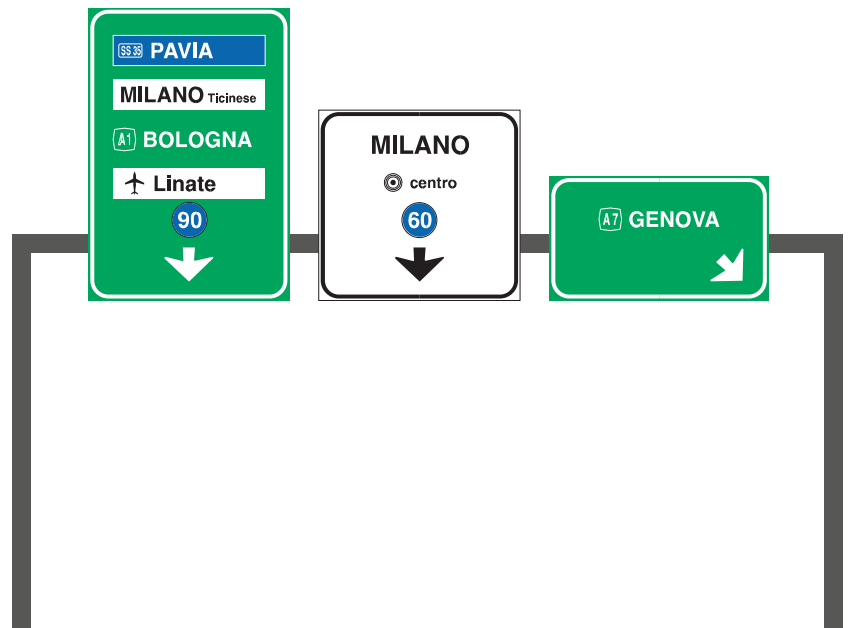 SS 35 PAVIA
MILANO Ticinese
A1 BOLOGNA
Linate
90
MILANO
centro
60
A7 GENOVA